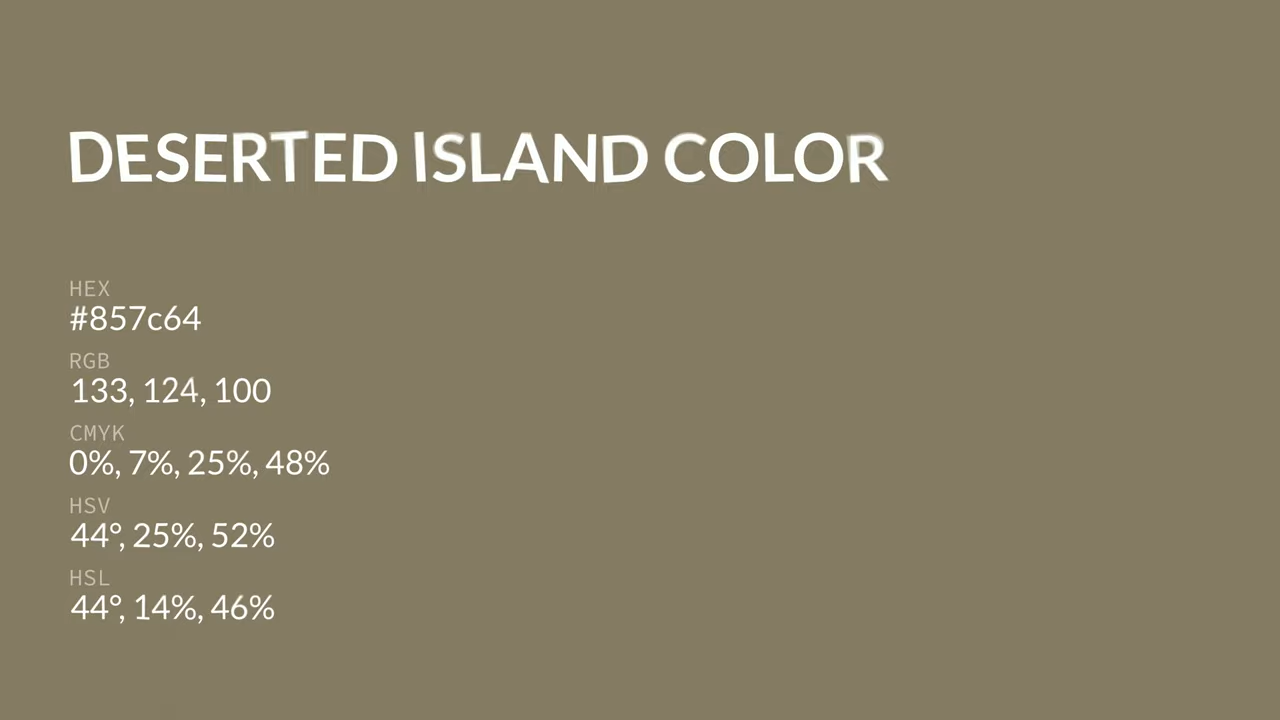 DESERTED ISLAND COLOR
HEX
#857c64
RGB
133, 124, 100
CMYK
0%, 7%, 25%, 48%
HSV
44°, 25%, 52%
HSL
44°, 14%, 46%